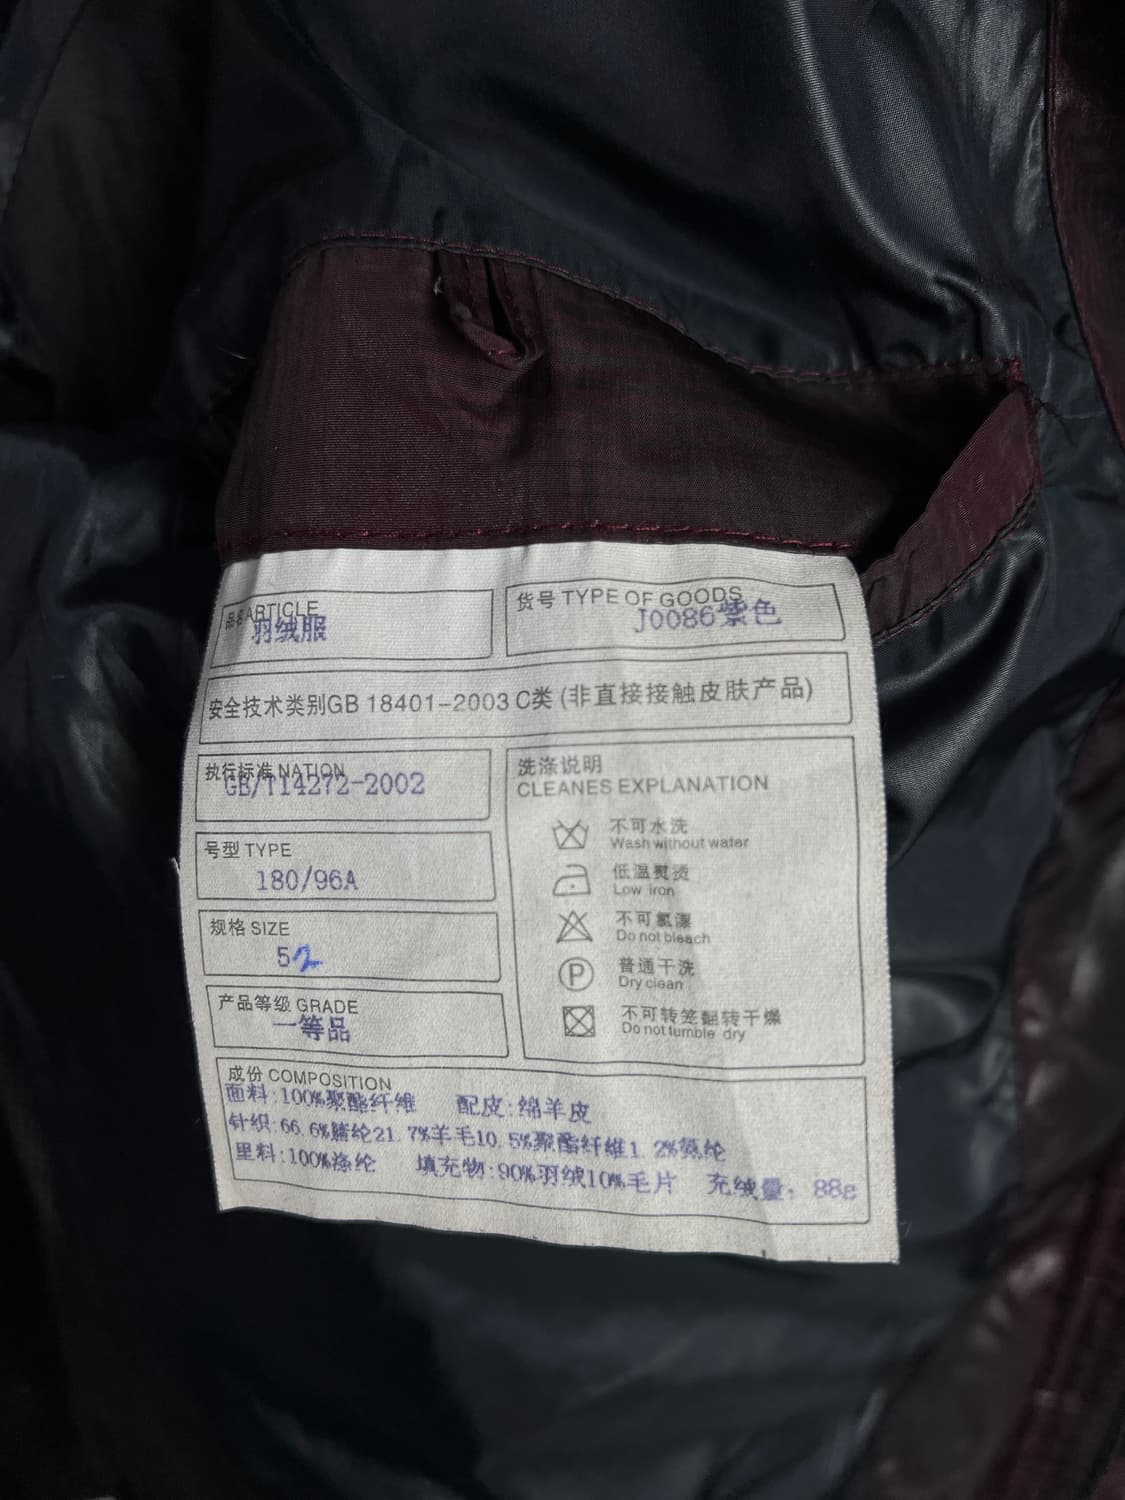 品名 ARTICLE
羽绒服
货号 TYPE OF GOODS
J0086紫色
安全技术类别GB 18401-2003 C类 (非直接接触皮肤产品)
执行标准 NATION
GB/T14272-2002
号型 TYPE
180/96A
规格 SIZE
52
产品等级 GRADE
一等品
洗涤说明
CLEANES EXPLANATION
不可水洗
Wash without water
低温熨烫
Low iron
不可氯漂
Do not bleach
P
普通干洗
Dry clean
不可转笼翻转干燥
Do not tumble dry
成份 COMPOSITION
面料:100%聚酯纤维 配皮:绵羊皮
针织:66.6%腈纶21.7%羊毛10.5%聚酯纤维1.2%氨纶
里料:100%涤纶 填充物:90%羽绒10%毛片 充绒量: 88g